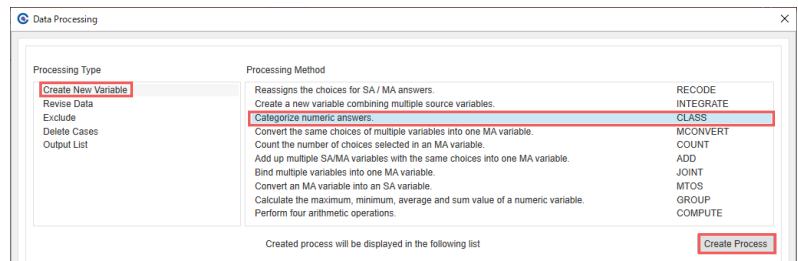 Data Processing
Processing Type
Processing Method
Create New Variable
Revise Data
Exclude
Delete Cases
Output List
Reassigns the choices for SA / MA answers. RECODE
Create a new variable combining multiple source variables. INTEGRATE
Categorize numeric answers. CLASS
Convert the same choices of multiple variables into one MA variable. MCONVERT
Count the number of choices selected in an MA variable. COUNT
Add up multiple SA/MA variables with the same choices into one MA variable. ADD
Bind multiple variables into one MA variable. JOINT
Convert an MA variable into an SA variable. MTOS
Calculate the maximum, minimum, average and sum value of a numeric variable. GROUP
Perform four arithmetic operations. COMPUTE
Created process will be displayed in the following list
Create Process